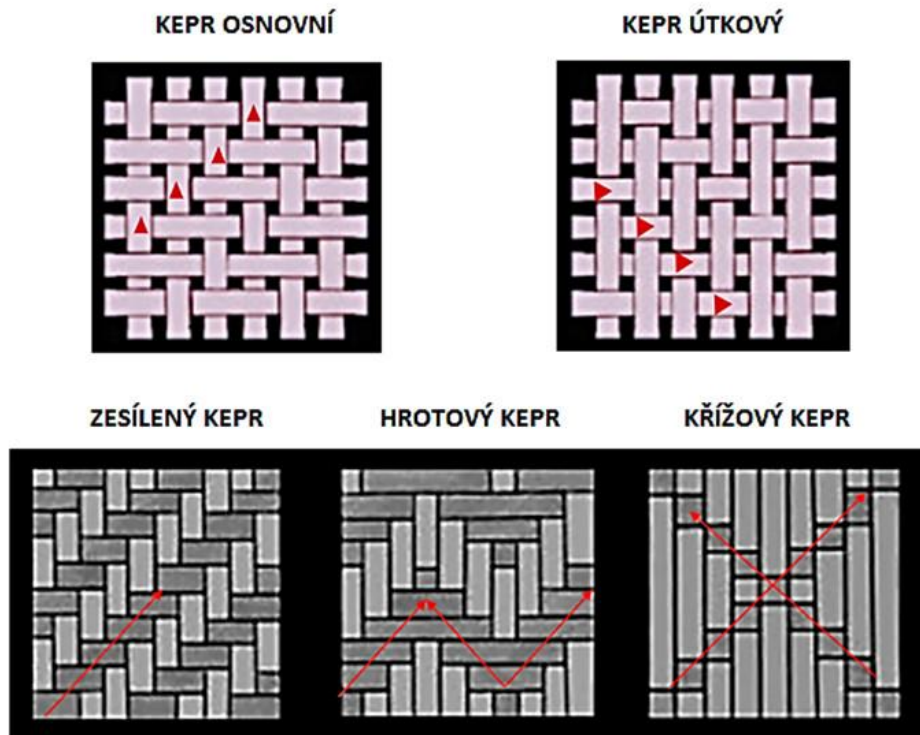 KEPR OSNOVNÍ
KEPR ÚTKOVÝ
ZESÍLENÝ KEPR
HROTOVÝ KEPR
KŘÍŽOVÝ KEPR